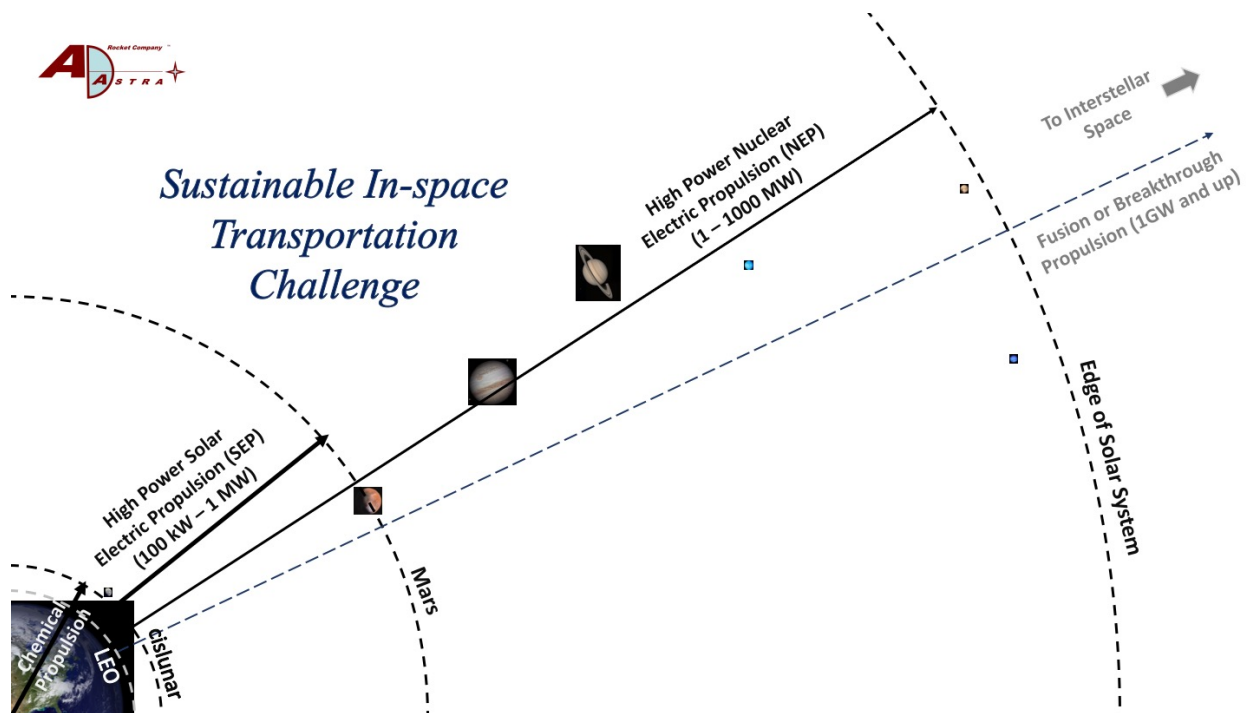 Rocket Company ™
AD ASTRA
Sustainable In-space
Transportation
Challenge
High Power Nuclear
Electric Propulsion (NEP)
(1 – 1000 MW)
To Interstellar
Space
Fusion or Breakthrough
Propulsion (1GW and up)
High Power Solar
Electric Propulsion (SEP)
(100 kW – 1 MW)
Edge of Solar System
Mars
Chemical
Propulsion
LEO
cislunar